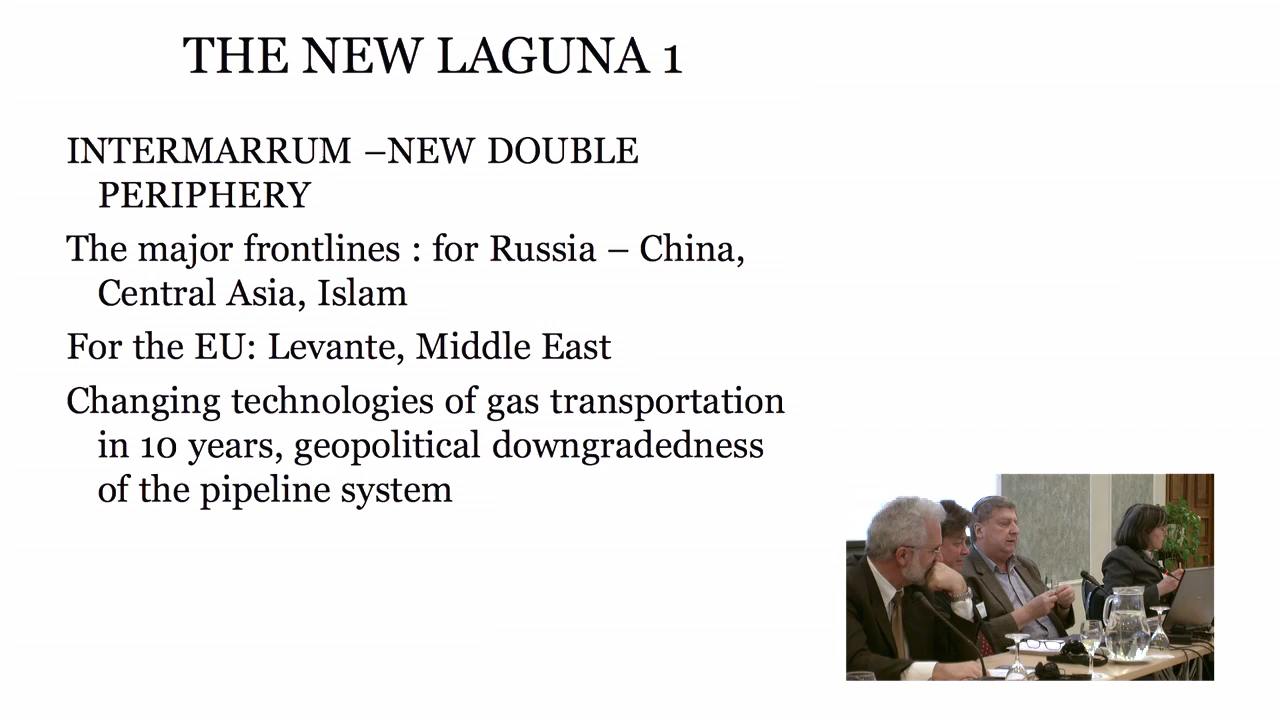 THE NEW LAGUNA 1
INTERMARRUM –NEW DOUBLE
PERIPHERY
The major frontlines : for Russia – China,
Central Asia, Islam
For the EU: Levante, Middle East
Changing technologies of gas transportation
in 10 years, geopolitical downgradedness
of the pipeline system